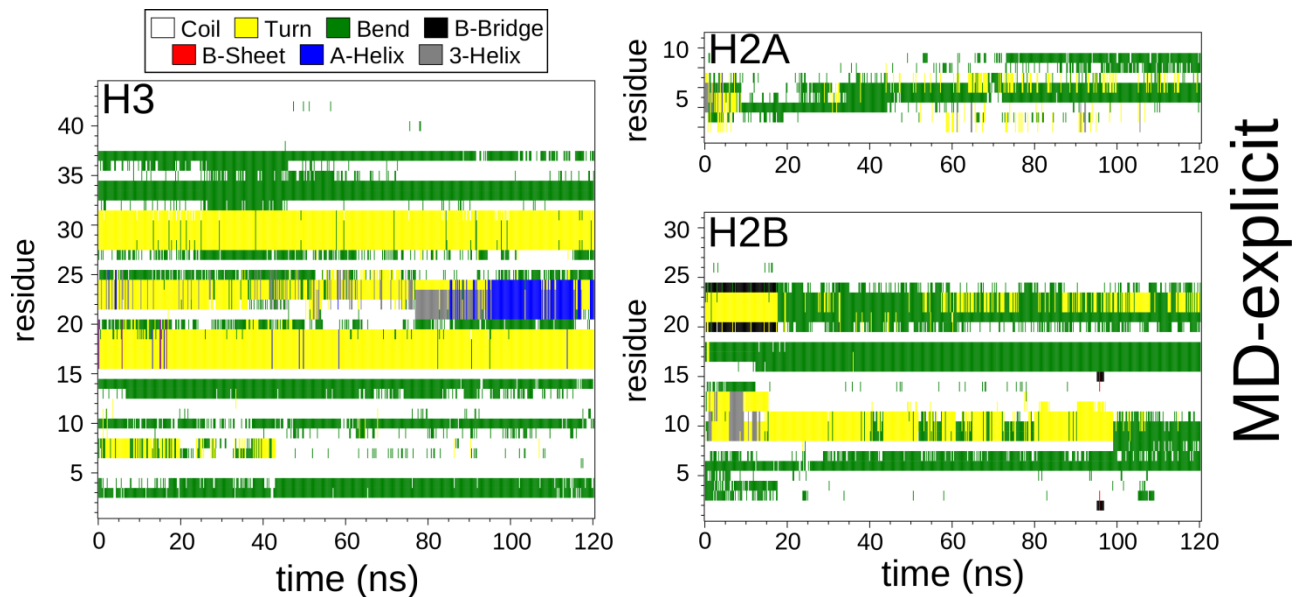 Coil Turn Bend B-Bridge
B-Sheet A-Helix 3-Helix
H3
residue
40
35
30
25
20
15
10
5
0 20 40 60 80 100 120
time (ns)
H2A
residue
10
5
0 20 40 60 80 100 120
H2B
residue
30
25
20
15
10
5
0 20 40 60 80 100 120
time (ns)
MD-explicit